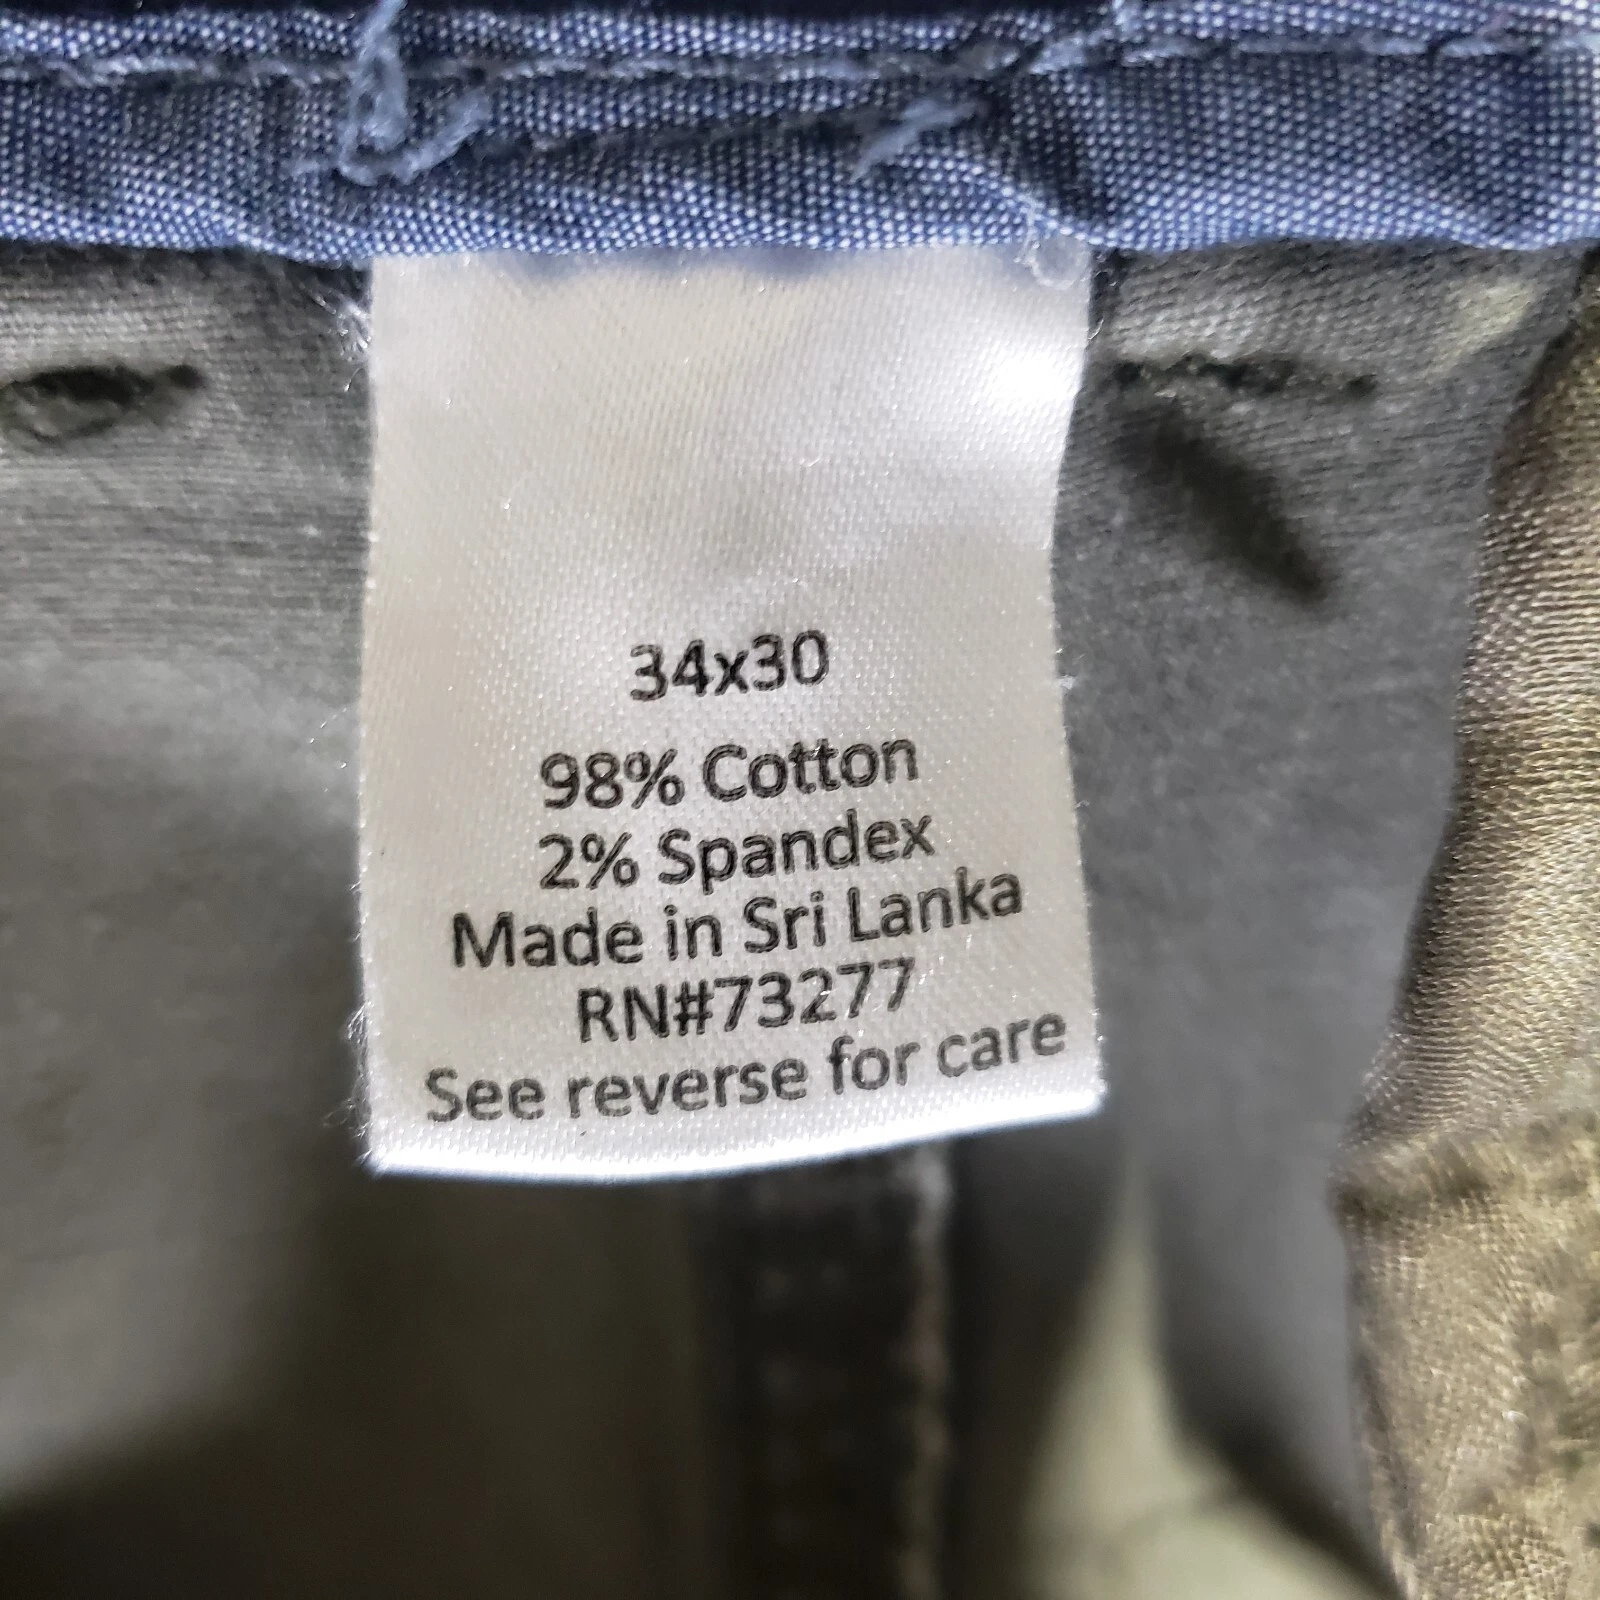 34x30
98% Cotton
2% Spandex
Made in Sri Lanka
RN#73277
See reverse for care